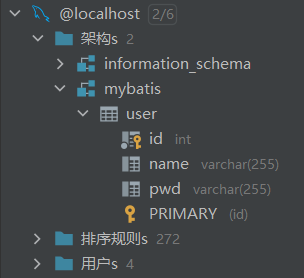 @localhost 2/6
架构s 2
information_schema
mybatis
user
id int
name varchar(255)
pwd varchar(255)
PRIMARY (id)
排序规则s 272
用户s 4